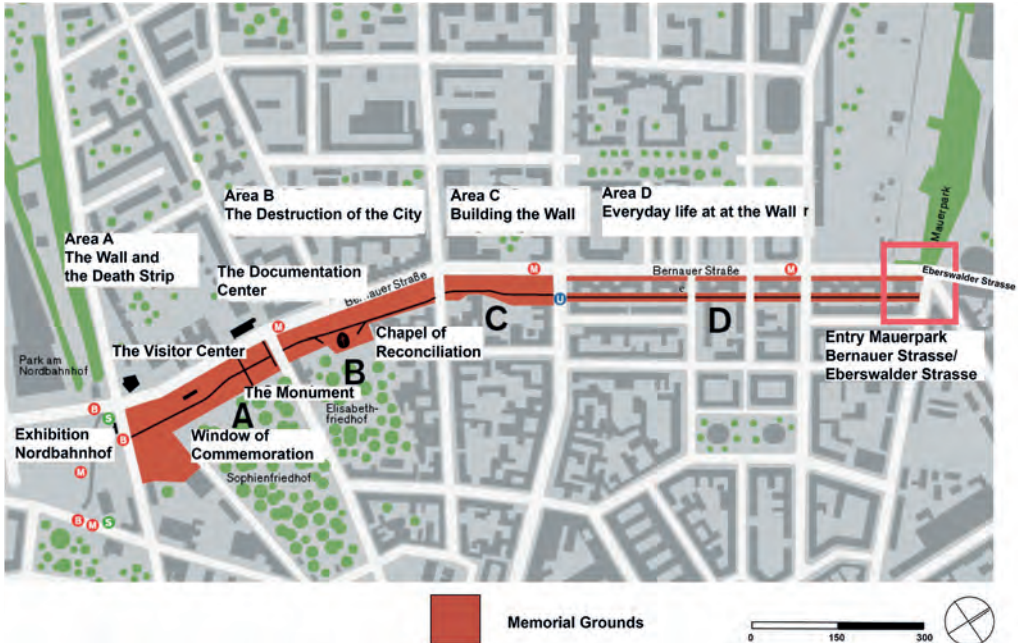 Area B
The Destruction of the City
Area C
Building the Wall
Area D
Everyday life at at the Wall r
Mauerpark
Area A
The Wall and
the Death Strip
The Documentation
Center
Bernauer Straße
M
M
Bernauer Straße
M
Eberswalder Strasse
U
c
C
D
M
Chapel of
Reconciliation
Entry Mauerpark
Bernauer Strasse/
Eberswalder Strasse
The Visitor Center
Park am
Nordbahnhof
B
The Monument
A
Elisabeth-
friedhof
B
S
B
Exhibition
Nordbahnhof
Window of
Commemoration
M
Sophienfriedhof
B
M
S
Memorial Grounds
0
150
300